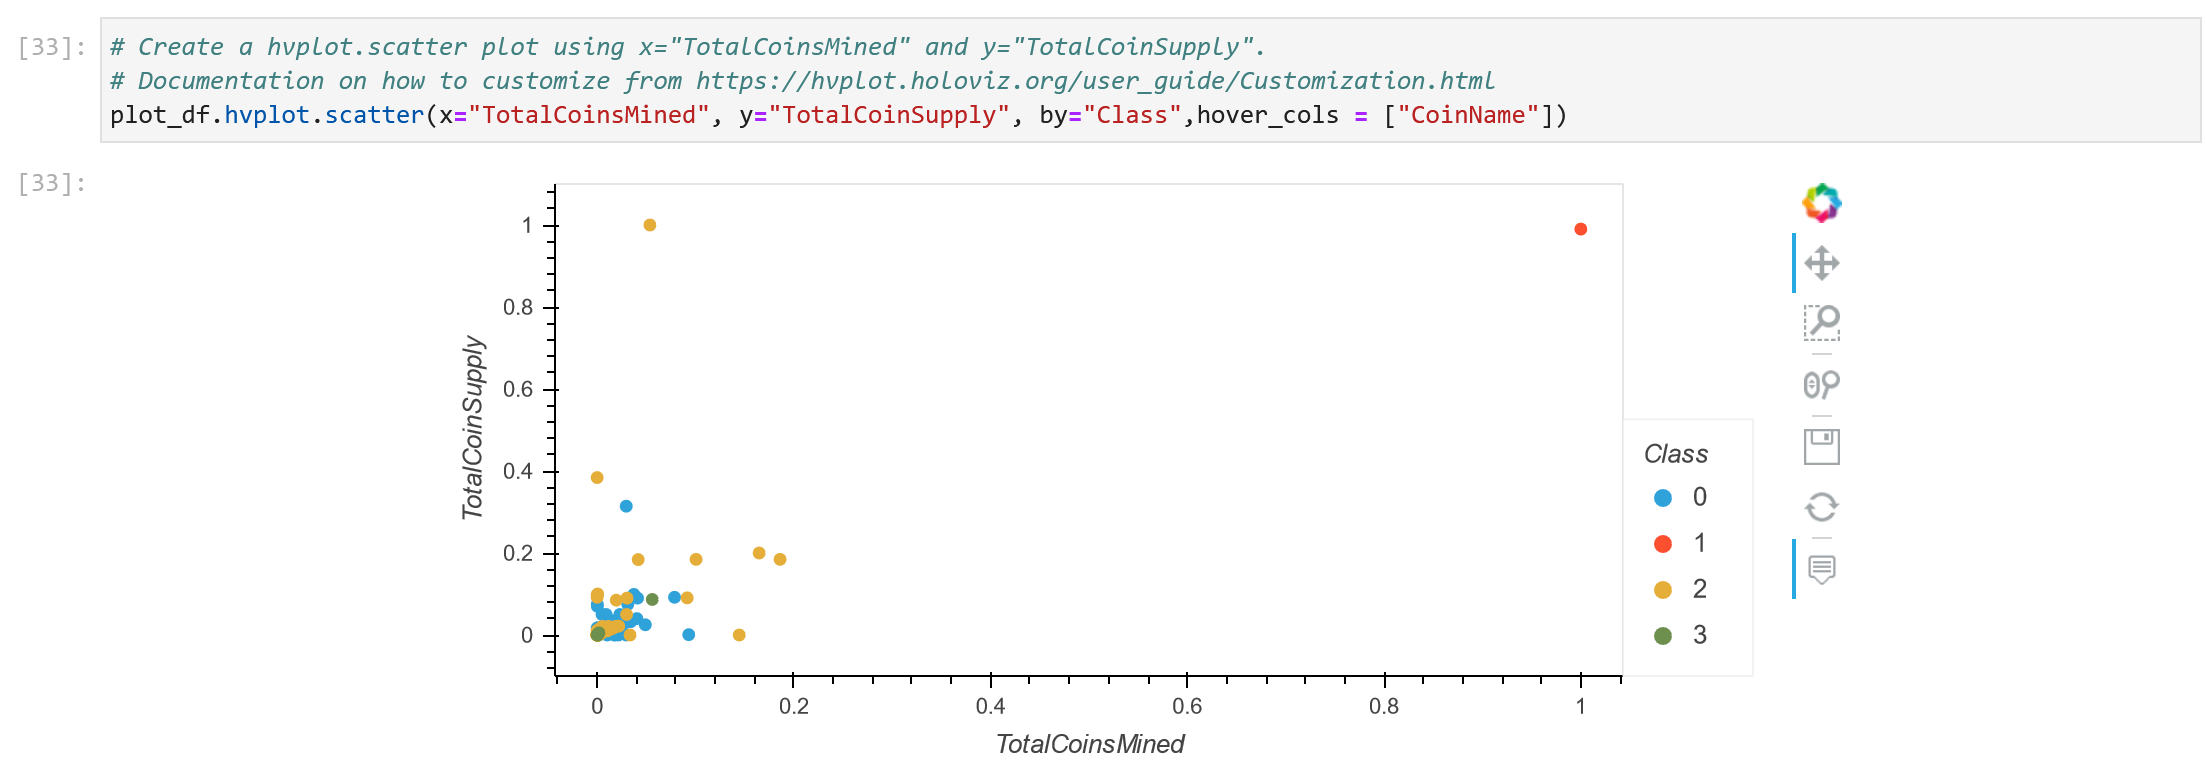 [33]: # Create a hvplot.scatter plot using x="TotalCoinsMined" and y="TotalCoinSupply".
# Documentation on how to customize from https://hvplot.holoviz.org/user_guide/Customization.html
plot_df.hvplot.scatter(x="TotalCoinsMined", y="TotalCoinSupply", by="Class",hover_cols = ["CoinName"])
[33]:
TotalCoinSupply
1
0.8
0.6
0.4
0.2
0
0 0.2 0.4 0.6 0.8 1
TotalCoinsMined
Class
0
1
2
3